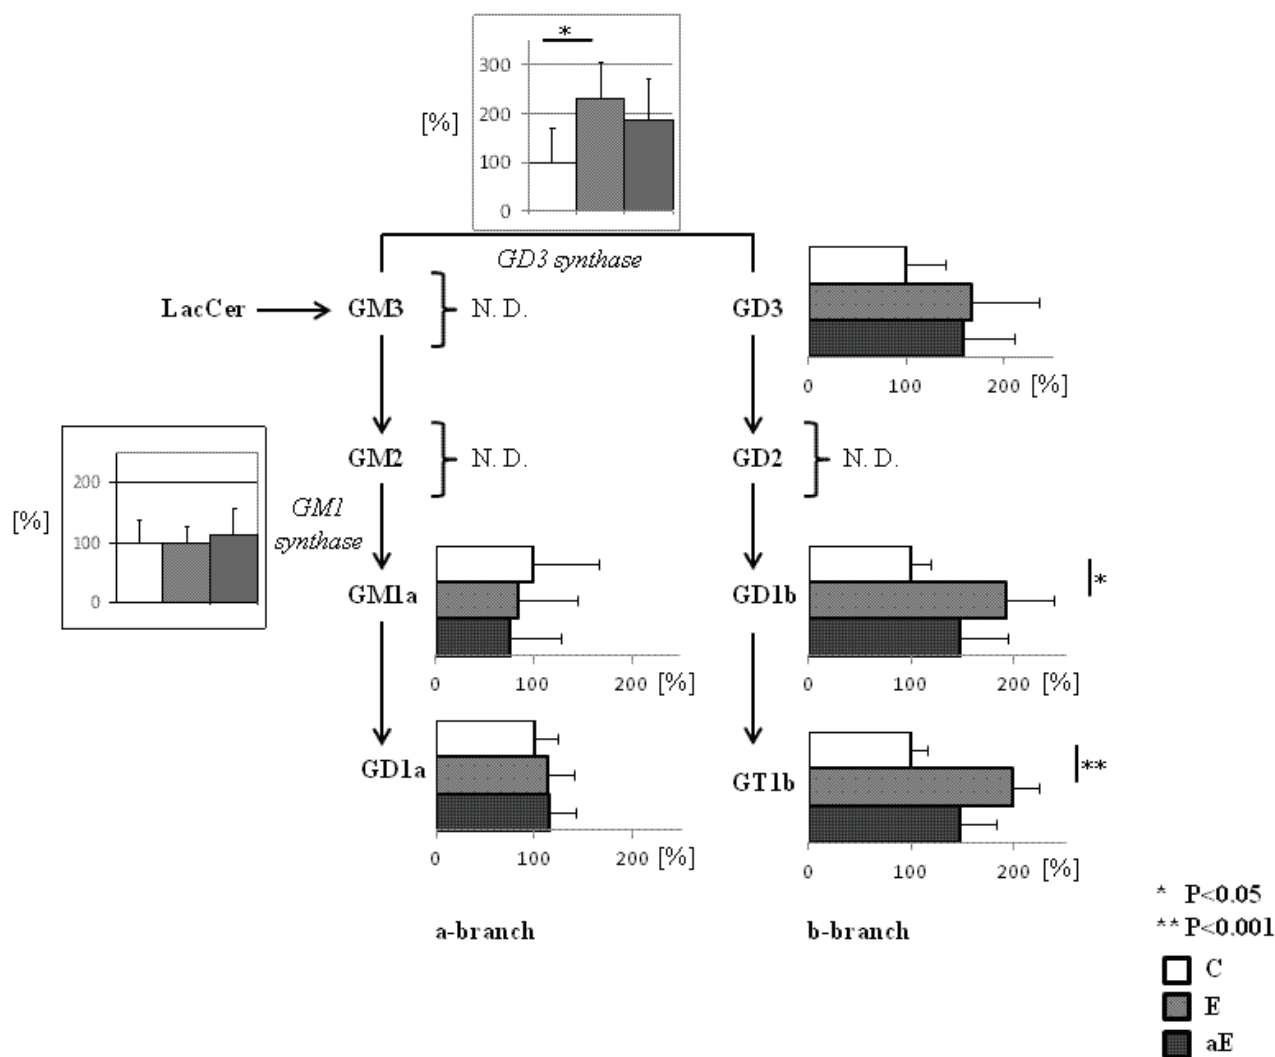 *
300
200
100
0
[%]
GD3 synthase
LacCer
GM3
N. D.
GD3
0 100 200 [%]
GM2
N. D.
GD2
N. D.
200
100
0
[%]
GM1
synthase
GM1a
0 100 200 [%]
GD1b
*
0 100 200 [%]
GD1a
0 100 200 [%]
GT1b
**
0 100 200 [%]
a-branch
b-branch
* P<0.05
** P<0.001
C
E
aE